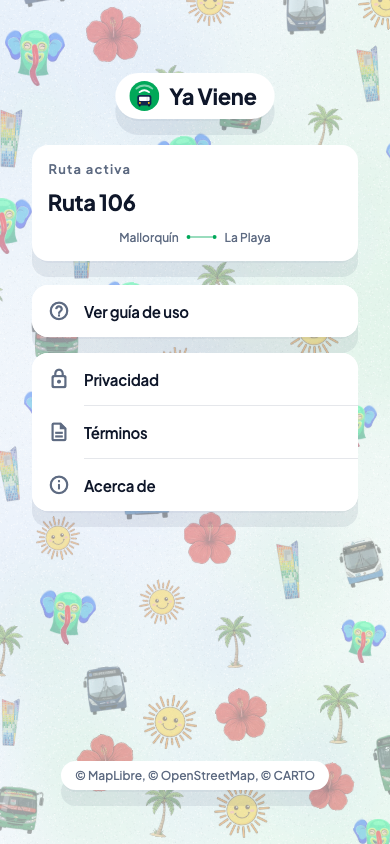 Ya Viene
Ruta activa
Ruta 106
Mallorquín La Playa
Ver guía de uso
Privacidad
Términos
Acerca de
© MapLibre, © OpenStreetMap, © CARTO